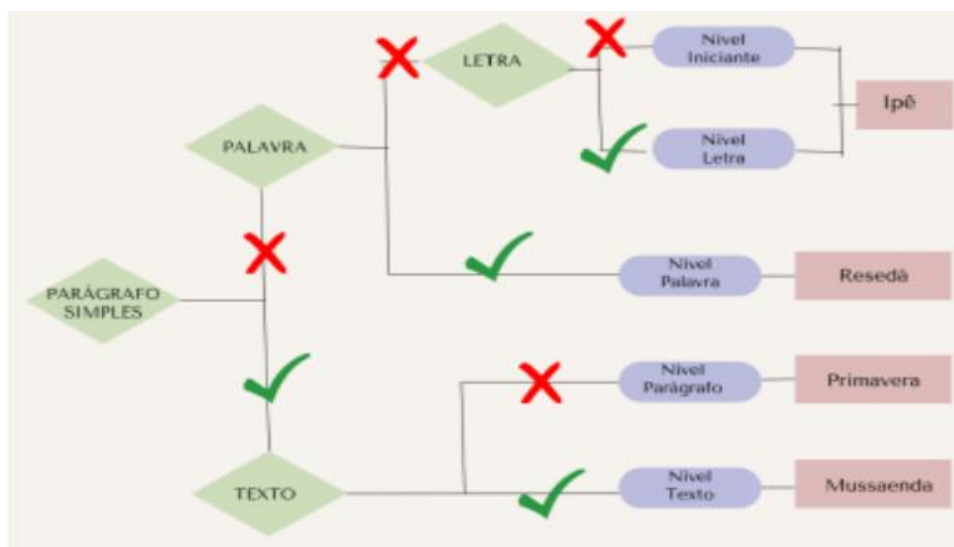 LETRA
Nível
Iniciante
Ipê
PALAVRA
Nível
Letra
Nível
Palavra
Resedá
PARÁGRAFO
SIMPLES
Nível
Parágrafo
Primavera
TEXTO
Nível
Texto
Mussaenda